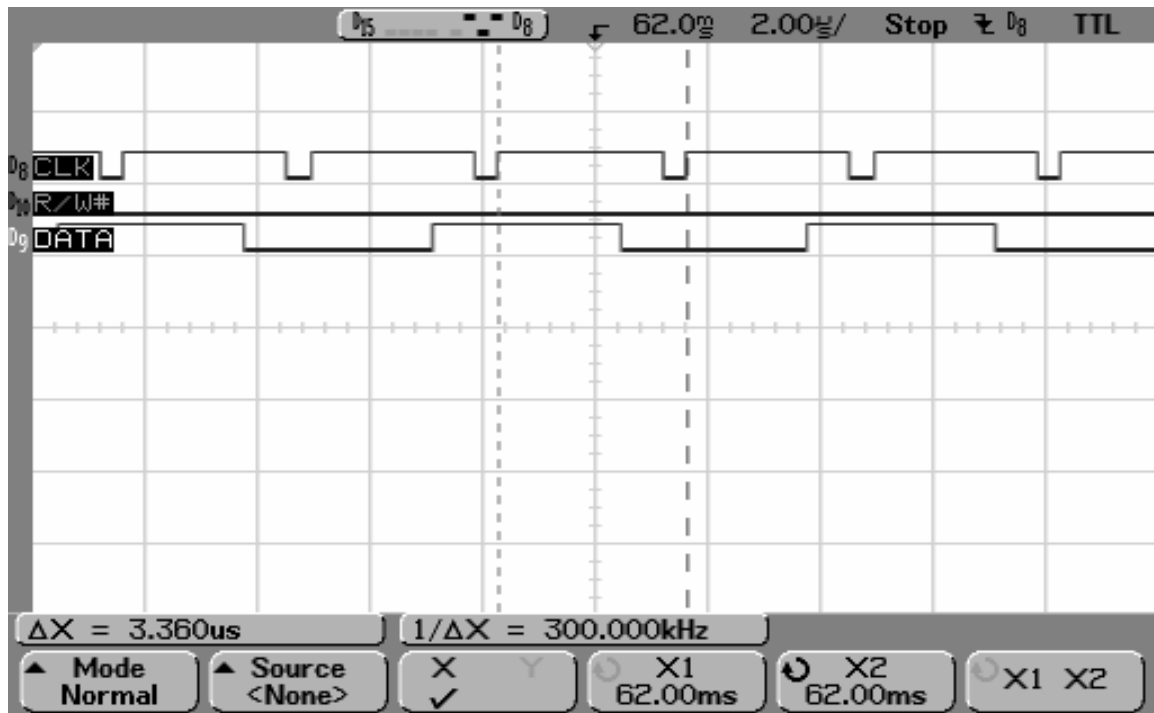 D15 D8 62.0ms 2.00us/ Stop D8 TTL
D8 CLK
D10 R/W#
D9 DATA
ΔX = 3.360us 1/ΔX = 300.000kHz
Mode Source X Y X1 X2 X1 X2
Normal <None> ✓ 62.00ms 62.00ms